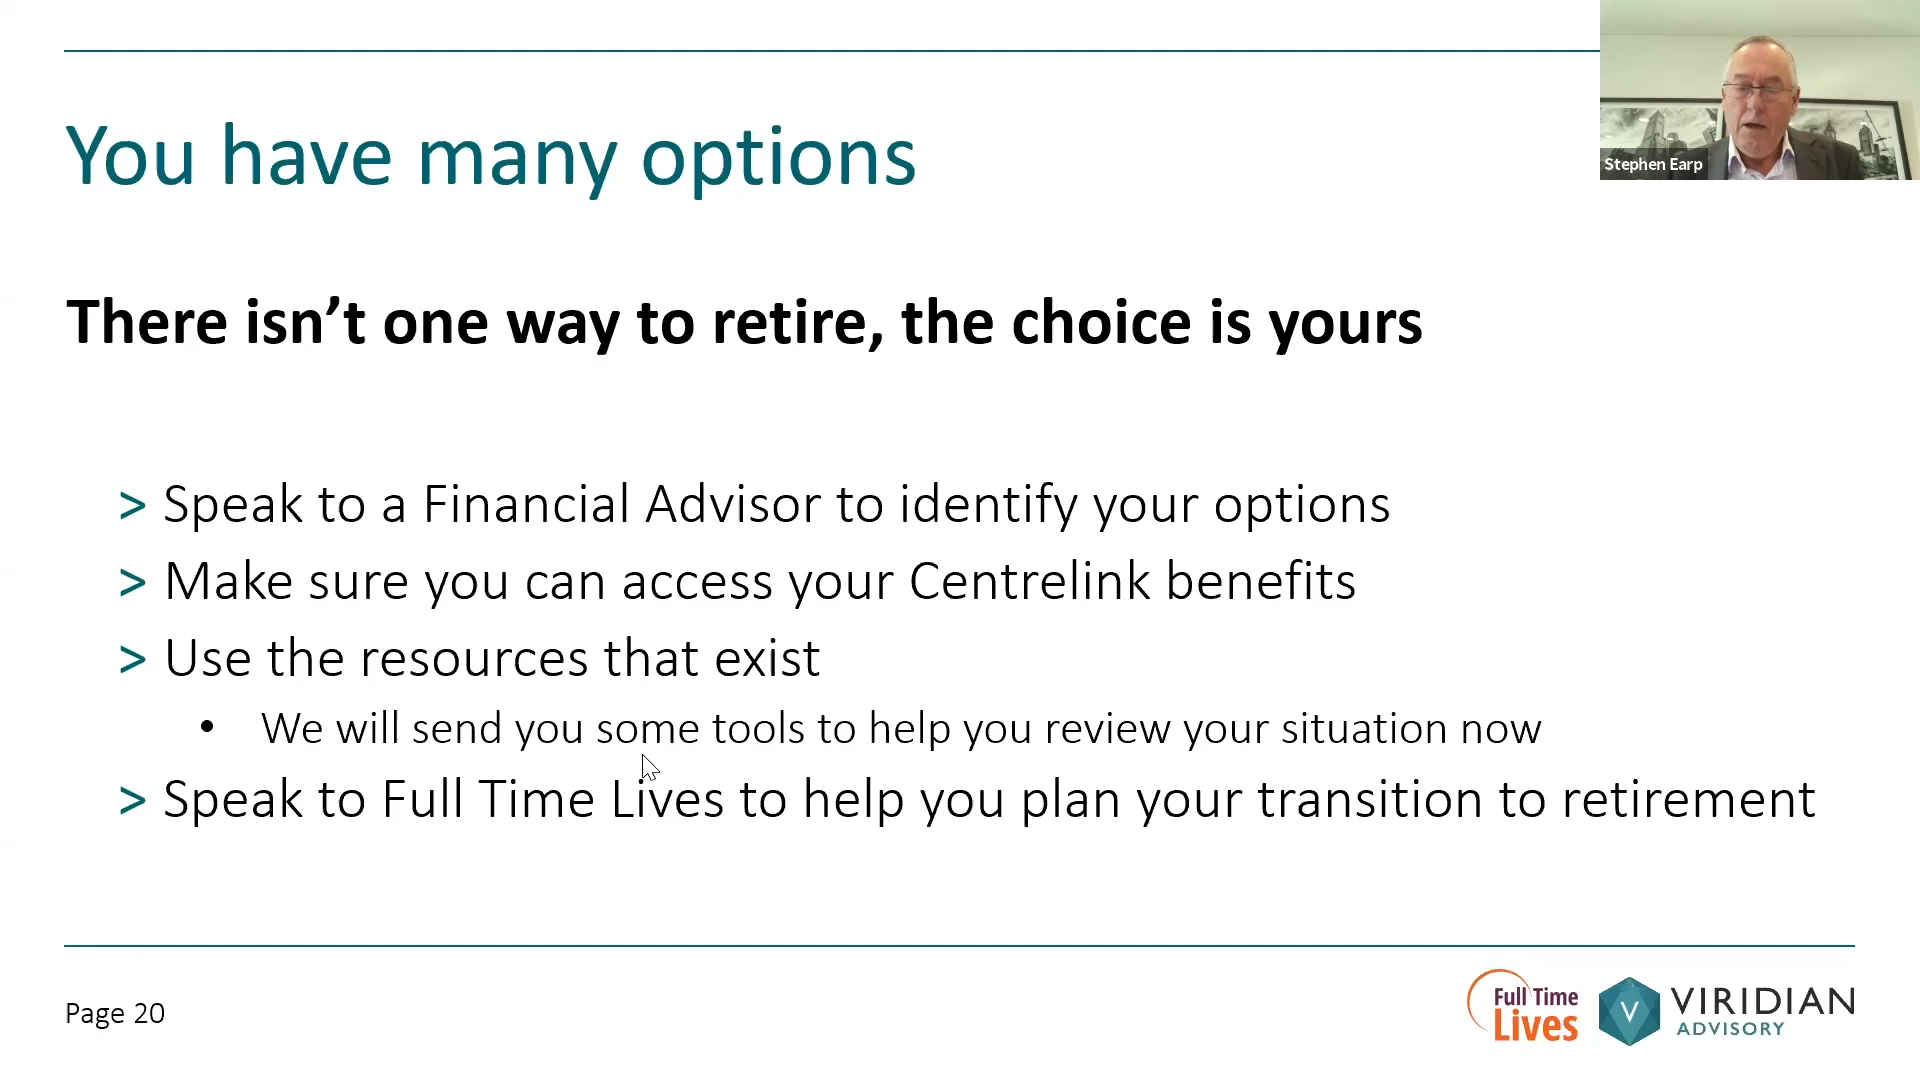 You have many options
Stephen Earp
There isn’t one way to retire, the choice is yours
> Speak to a Financial Advisor to identify your options
> Make sure you can access your Centrelink benefits
> Use the resources that exist
• We will send you some tools to help you review your situation now
> Speak to Full Time Lives to help you plan your transition to retirement
Page 20
Full Time
Lives
V
VIRIDIAN
ADVISORY